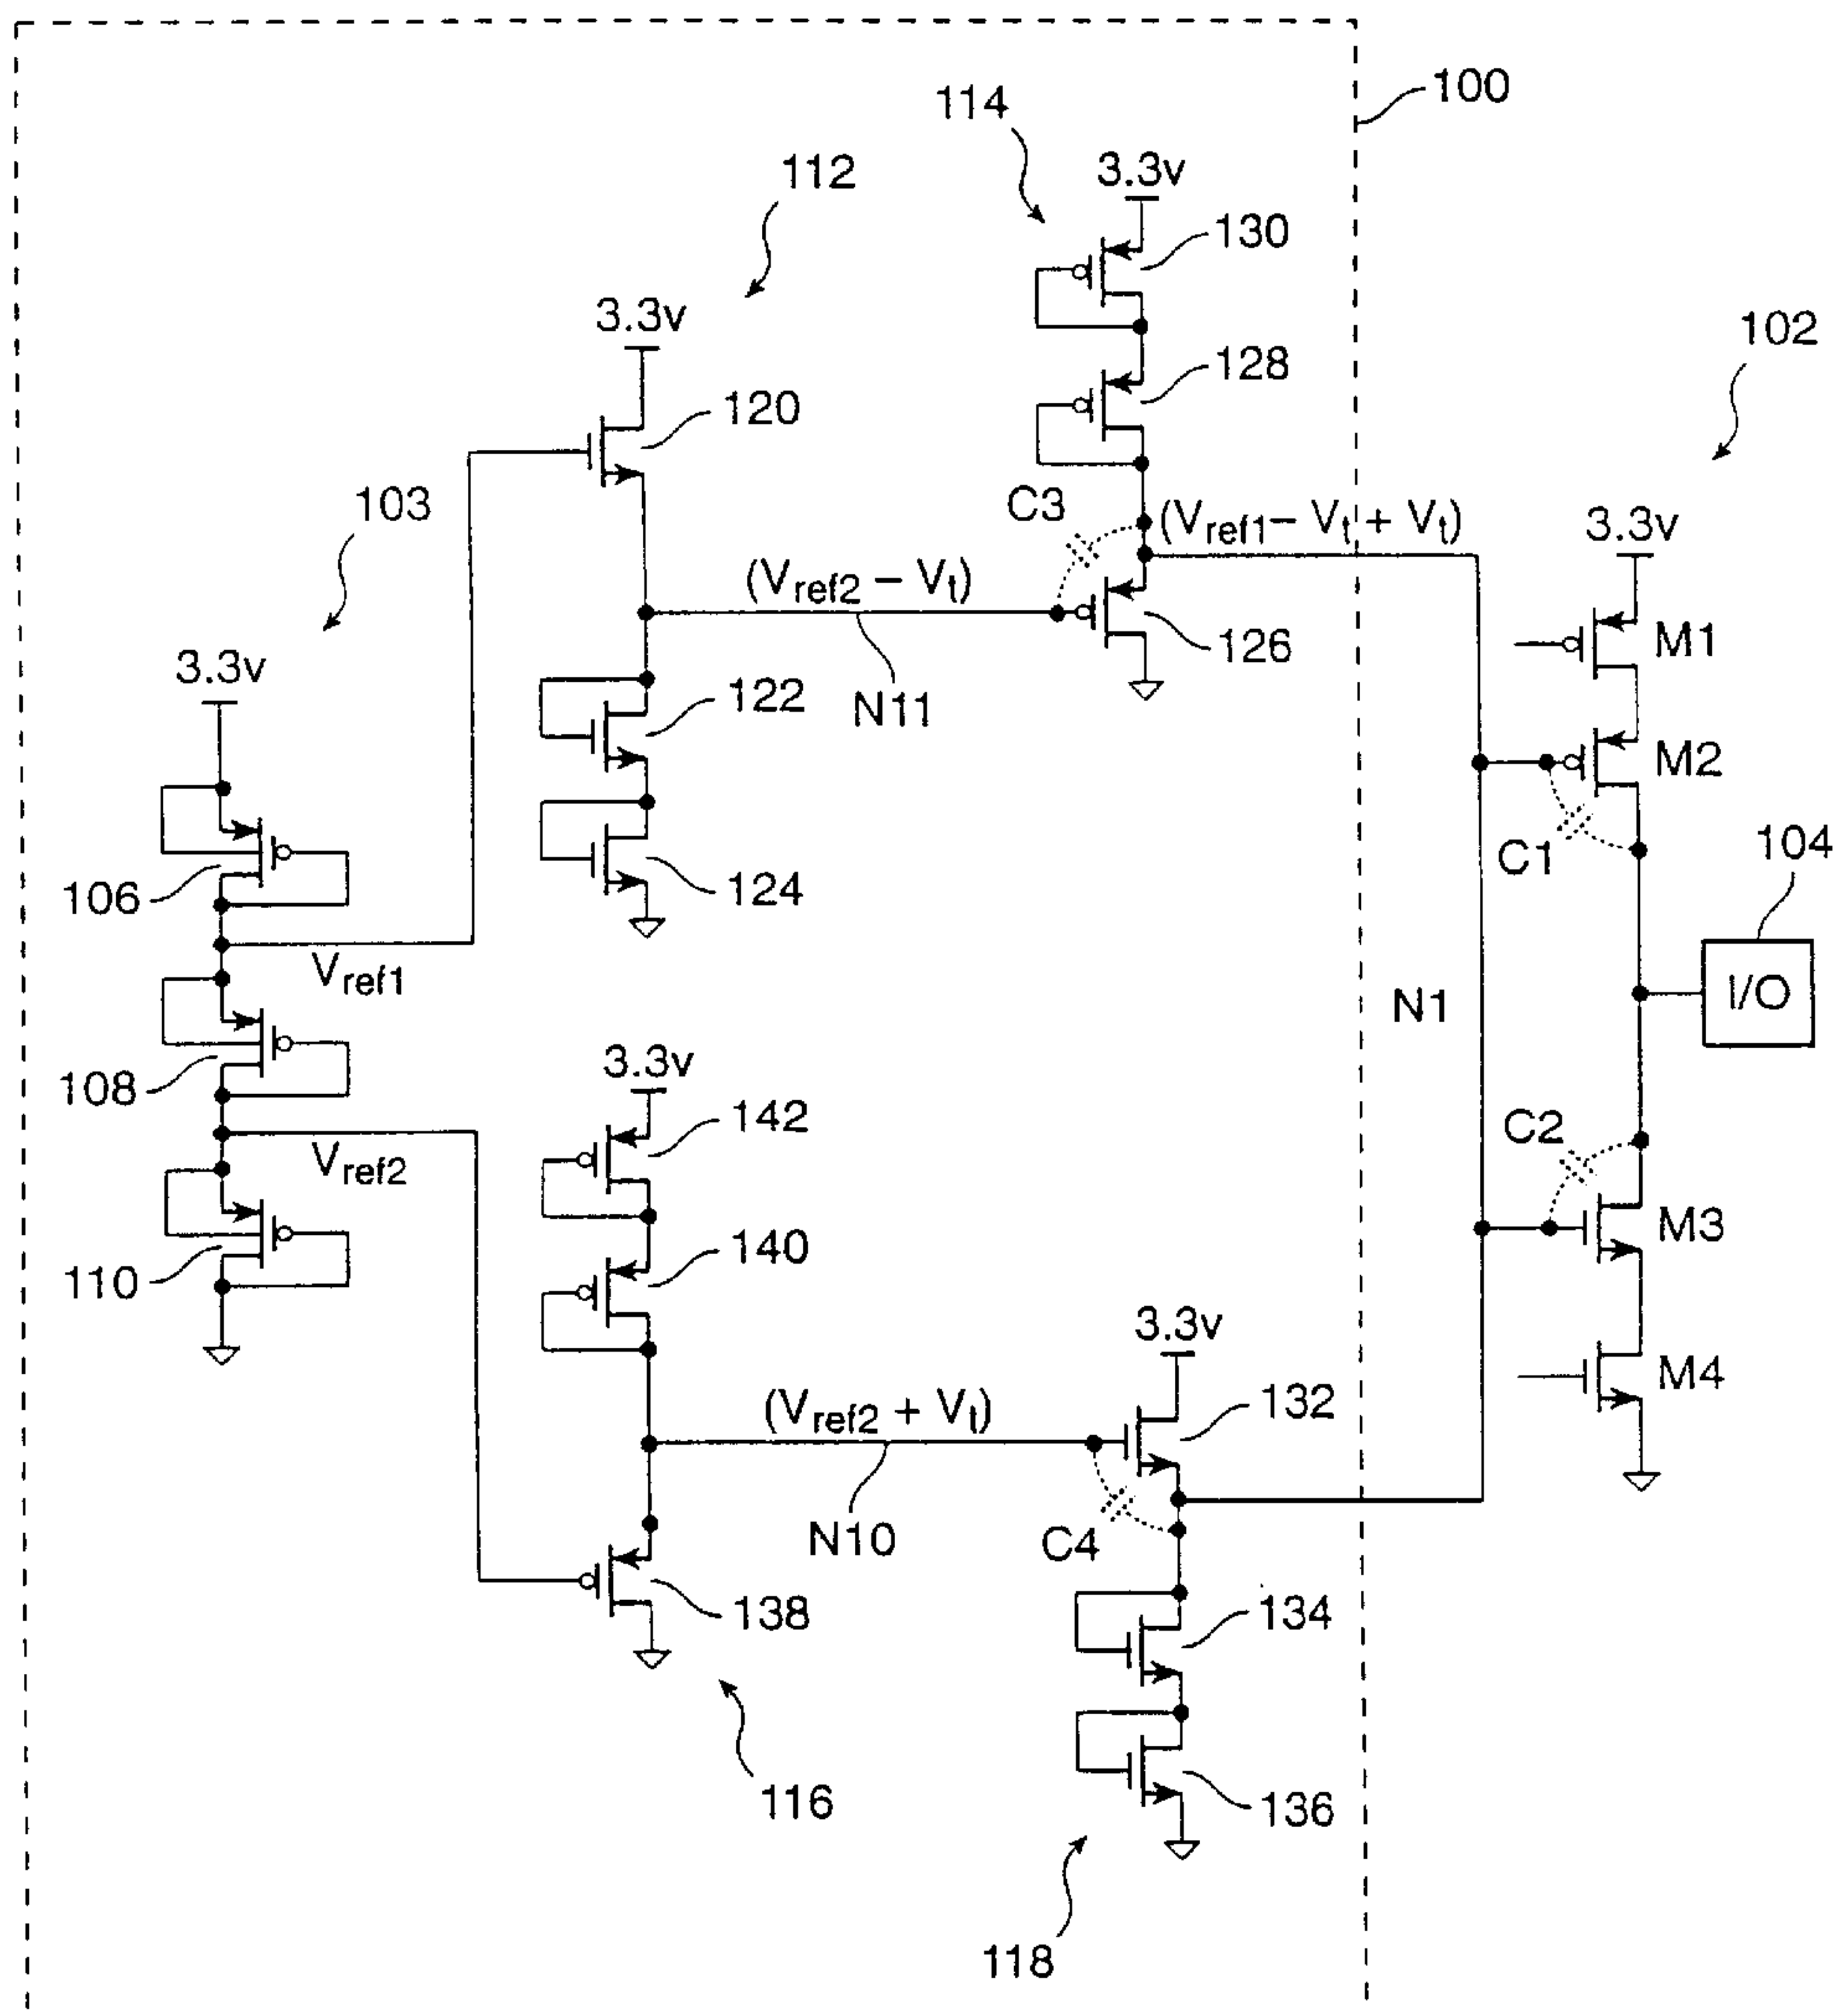 100
114
112
3.3v
130
3.3v
102
128
120
103
C3
(Vref1 – Vt + Vt)
3.3v
(Vref2 – Vt)
M1
126
3.3v
122
N11
M2
104
C1
106
124
Vref1
I/O
N1
108
3.3v
142
C2
Vref2
M3
140
110
3.3v
M4
(Vref2 + Vt)
132
N10
C4
138
134
116
136
118